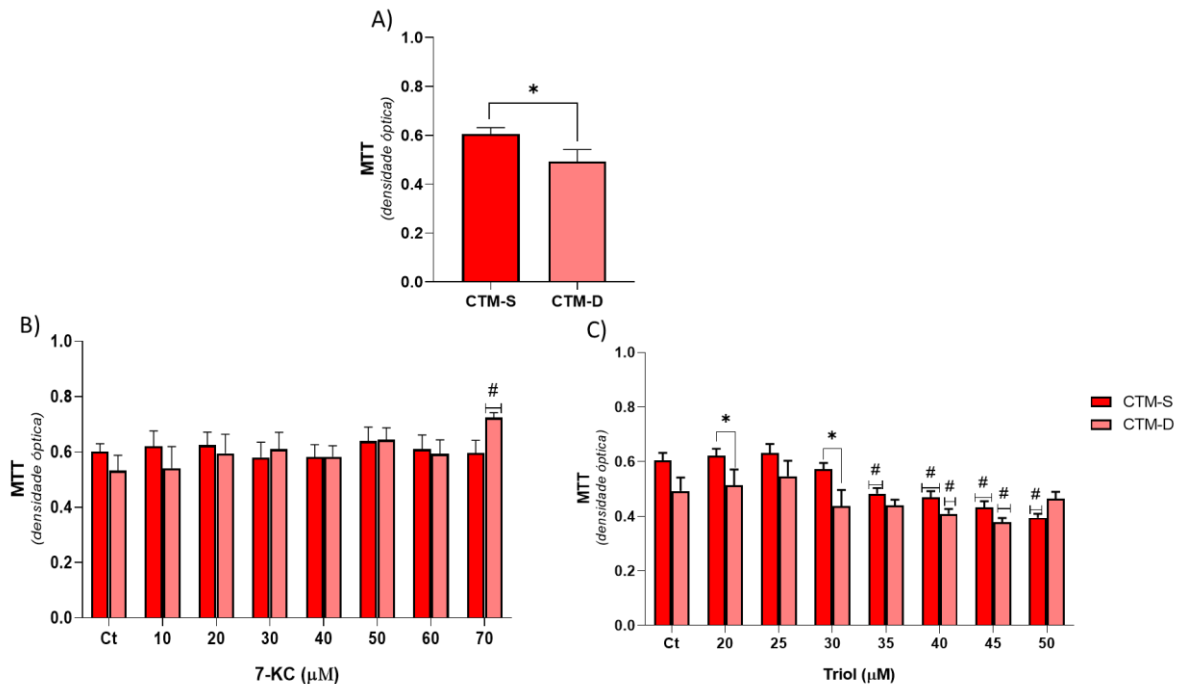 A)
1.0
0.8
0.6
0.4
0.2
0.0
MTT
(densidade óptica)
*
CTM-S CTM-D
B)
1.0
0.8
0.6
0.4
0.2
0.0
MTT
(densidade óptica)
#
Ct 10 20 30 40 50 60 70
7-KC (μM)
C)
1.0
0.8
0.6
0.4
0.2
0.0
MTT
(densidade óptica)
* * # # # # # #
Ct 20 25 30 35 40 45 50
Triol (μM)
CTM-S
CTM-D